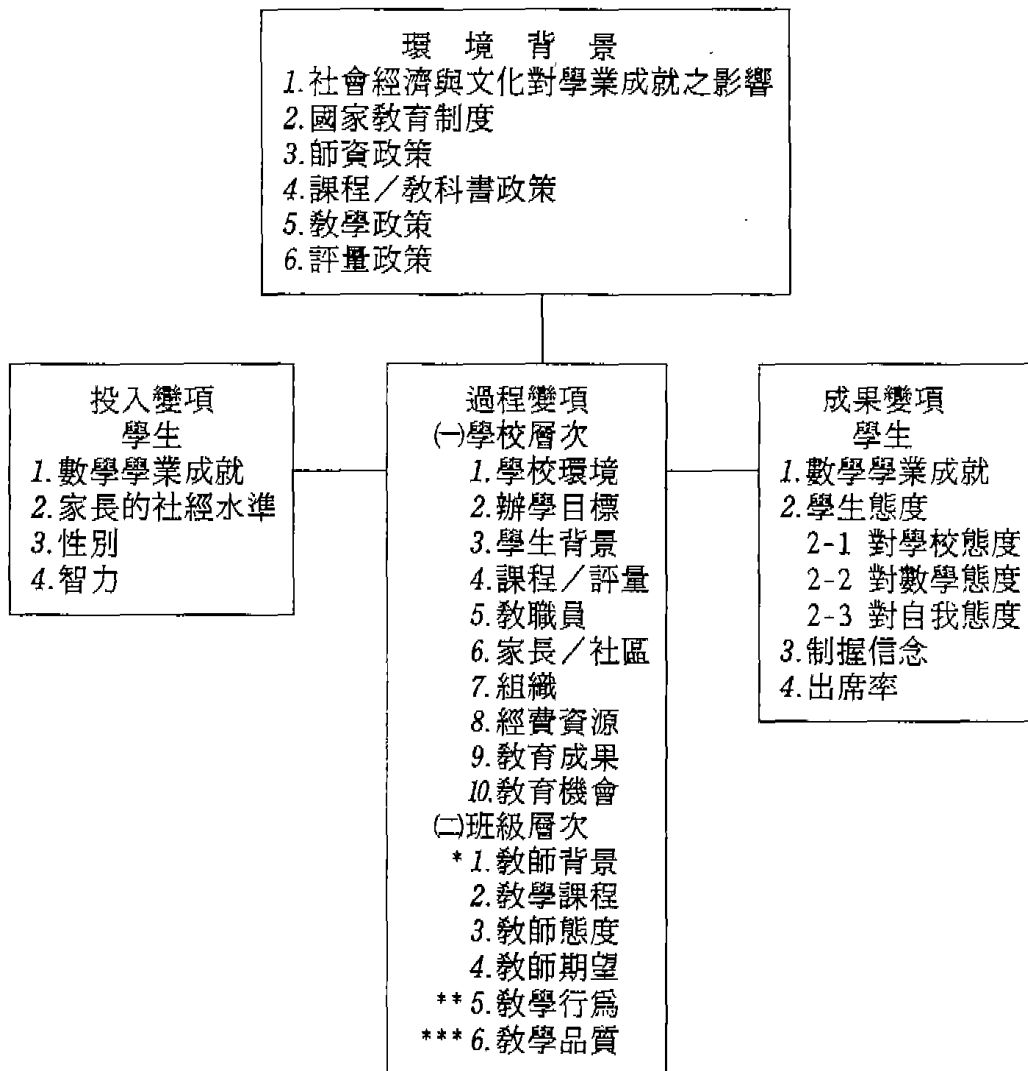 環境背景
1.社會經濟與文化對學業成就之影響
2.國家教育制度
3.師資政策
4.課程／教科書政策
5.教學政策
6.評量政策
投入變項
學生
1.數學學業成就
2.家長的社經水準
3.性別
4.智力
過程變項
㈠學校層次
1.學校環境
2.辦學目標
3.學生背景
4.課程／評量
5.教職員
6.家長／社區
7.組織
8.經費資源
9.教育成果
10.教育機會
㈡班級層次
*1.教師背景
2.教學課程
3.教師態度
4.教師期望
**5.教學行為
***6.教學品質
成果變項
學生
1.數學學業成就
2.學生態度
2-1 對學校態度
2-2 對數學態度
2-3 對自我態度
3.制握信念
4.出席率